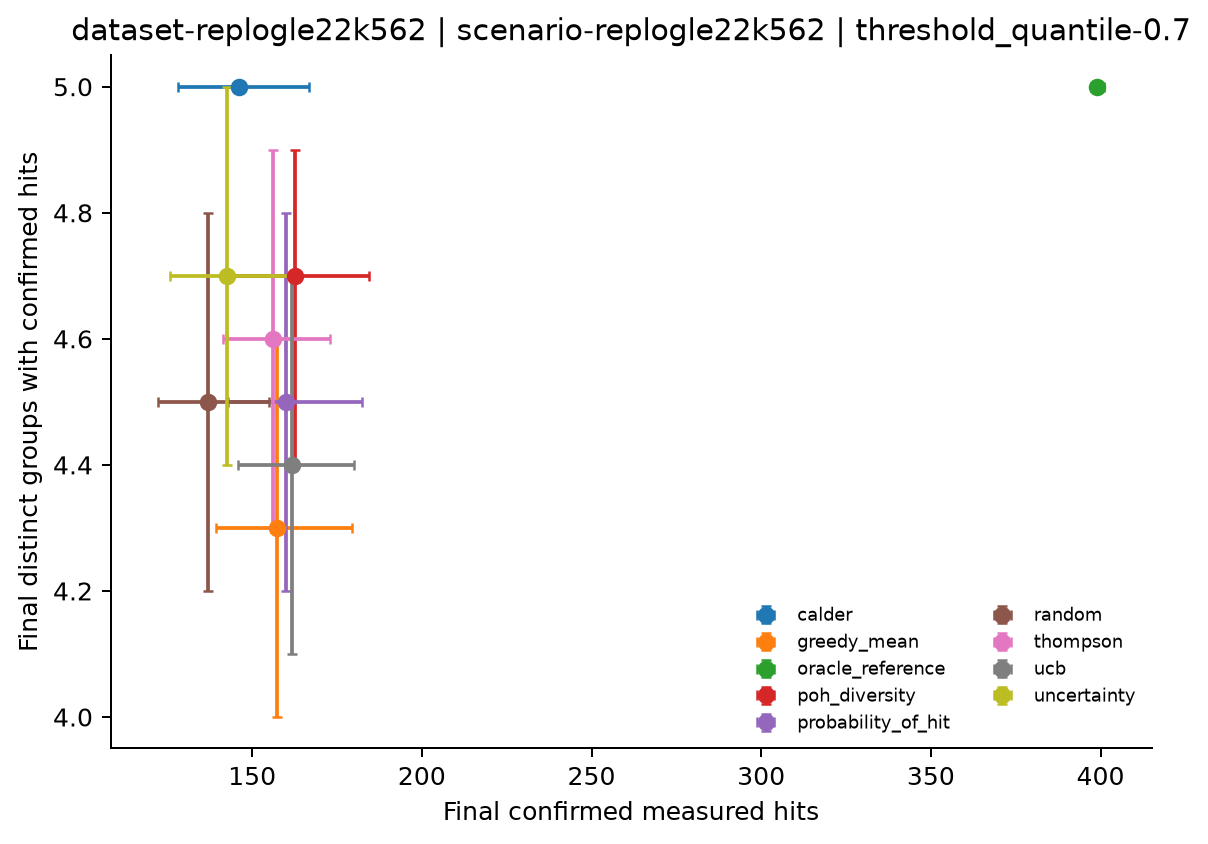 dataset-replogle22k562 | scenario-replogle22k562 | threshold_quantile-0.7
Final distinct groups with confirmed hits
5.0
4.8
4.6
4.4
4.2
4.0
150
200
250
300
350
400
Final confirmed measured hits
calder
greedy_mean
oracle_reference
poh_diversity
probability_of_hit
random
thompson
ucb
uncertainty